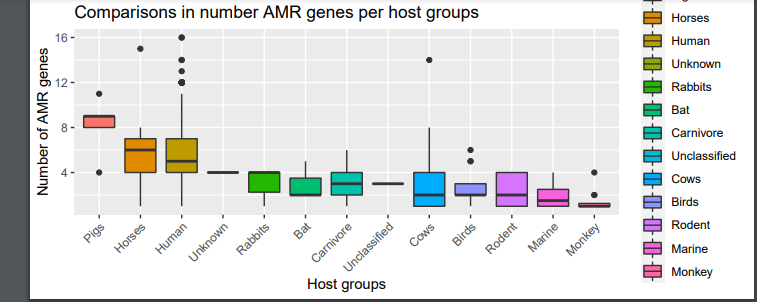 Comparisons in number AMR genes per host groups
Number of AMR genes
16
12
8
4
Pigs
Horses
Human
Unknown
Rabbits
Bat
Carnivore
Unclassified
Cows
Birds
Rodent
Marine
Monkey
Host groups
Horses
Human
Unknown
Rabbits
Bat
Carnivore
Unclassified
Cows
Birds
Rodent
Marine
Monkey